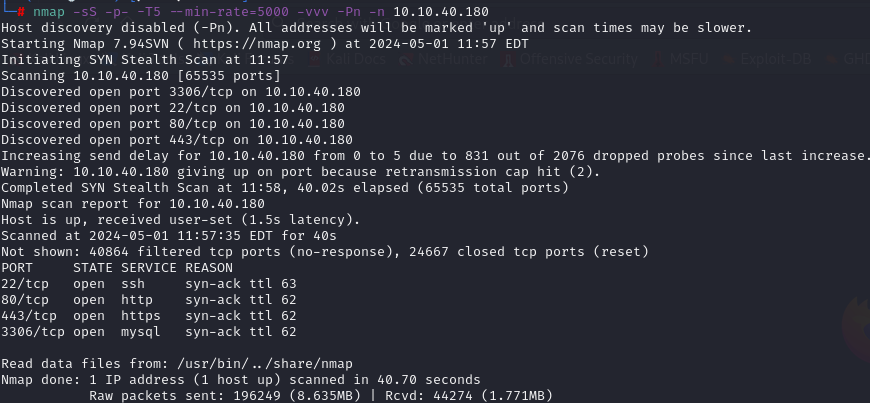 # nmap -sS -p- -T5 --min-rate=5000 -vvv -Pn -n 10.10.40.180
Host discovery disabled (-Pn). All addresses will be marked 'up' and scan times may be slower.
Starting Nmap 7.94SVN ( https://nmap.org ) at 2024-05-01 11:57 EDT
Initiating SYN Stealth Scan at 11:57
Kali Docs NetHunter Offensive Security MSFU Exploit-DB GHD
Scanning 10.10.40.180 [65535 ports]
Discovered open port 3306/tcp on 10.10.40.180
Discovered open port 22/tcp on 10.10.40.180
Discovered open port 80/tcp on 10.10.40.180
Discovered open port 443/tcp on 10.10.40.180
Increasing send delay for 10.10.40.180 from 0 to 5 due to 831 out of 2076 dropped probes since last increase.
Warning: 10.10.40.180 giving up on port because retransmission cap hit (2).
Completed SYN Stealth Scan at 11:58, 40.02s elapsed (65535 total ports)
Nmap scan report for 10.10.40.180
Host is up, received user-set (1.5s latency).
Scanned at 2024-05-01 11:57:35 EDT for 40s
Not shown: 40864 filtered tcp ports (no-response), 24667 closed tcp ports (reset)
PORT STATE SERVICE REASON
22/tcp open ssh syn-ack ttl 63
80/tcp open http syn-ack ttl 62
443/tcp open https syn-ack ttl 62
3306/tcp open mysql syn-ack ttl 62
Read data files from: /usr/bin/../share/nmap
Nmap done: 1 IP address (1 host up) scanned in 40.70 seconds
Raw packets sent: 196249 (8.635MB) | Rcvd: 44274 (1.771MB)